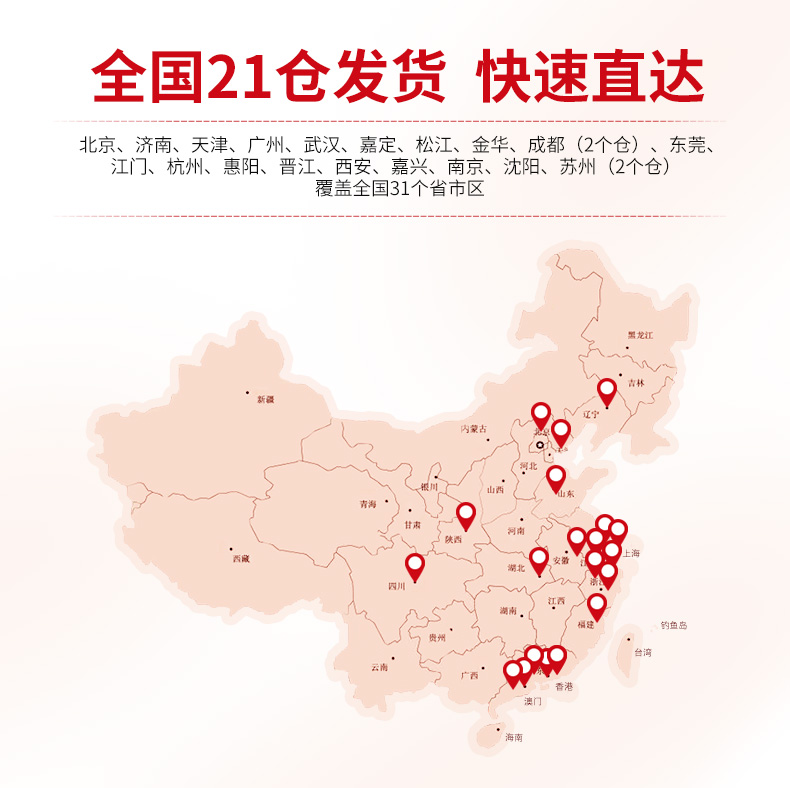 全国21仓发货 快速直达
北京、济南、天津、广州、武汉、嘉定、松江、金华、成都（2个仓）、东莞、
江门、杭州、惠阳、晋江、西安、嘉兴、南京、沈阳、苏州（2个仓）
覆盖全国31个省市区
黑龙江
吉林
新疆
辽宁
内蒙古
北京
河北
银川
山西
山东
青海
甘肃
河南
陕西
上海
西藏
安徽
湖北
四川
浙江
江西
湖南
福建
钓鱼岛
贵州
台湾
云南
广西
香港
澳门
海南